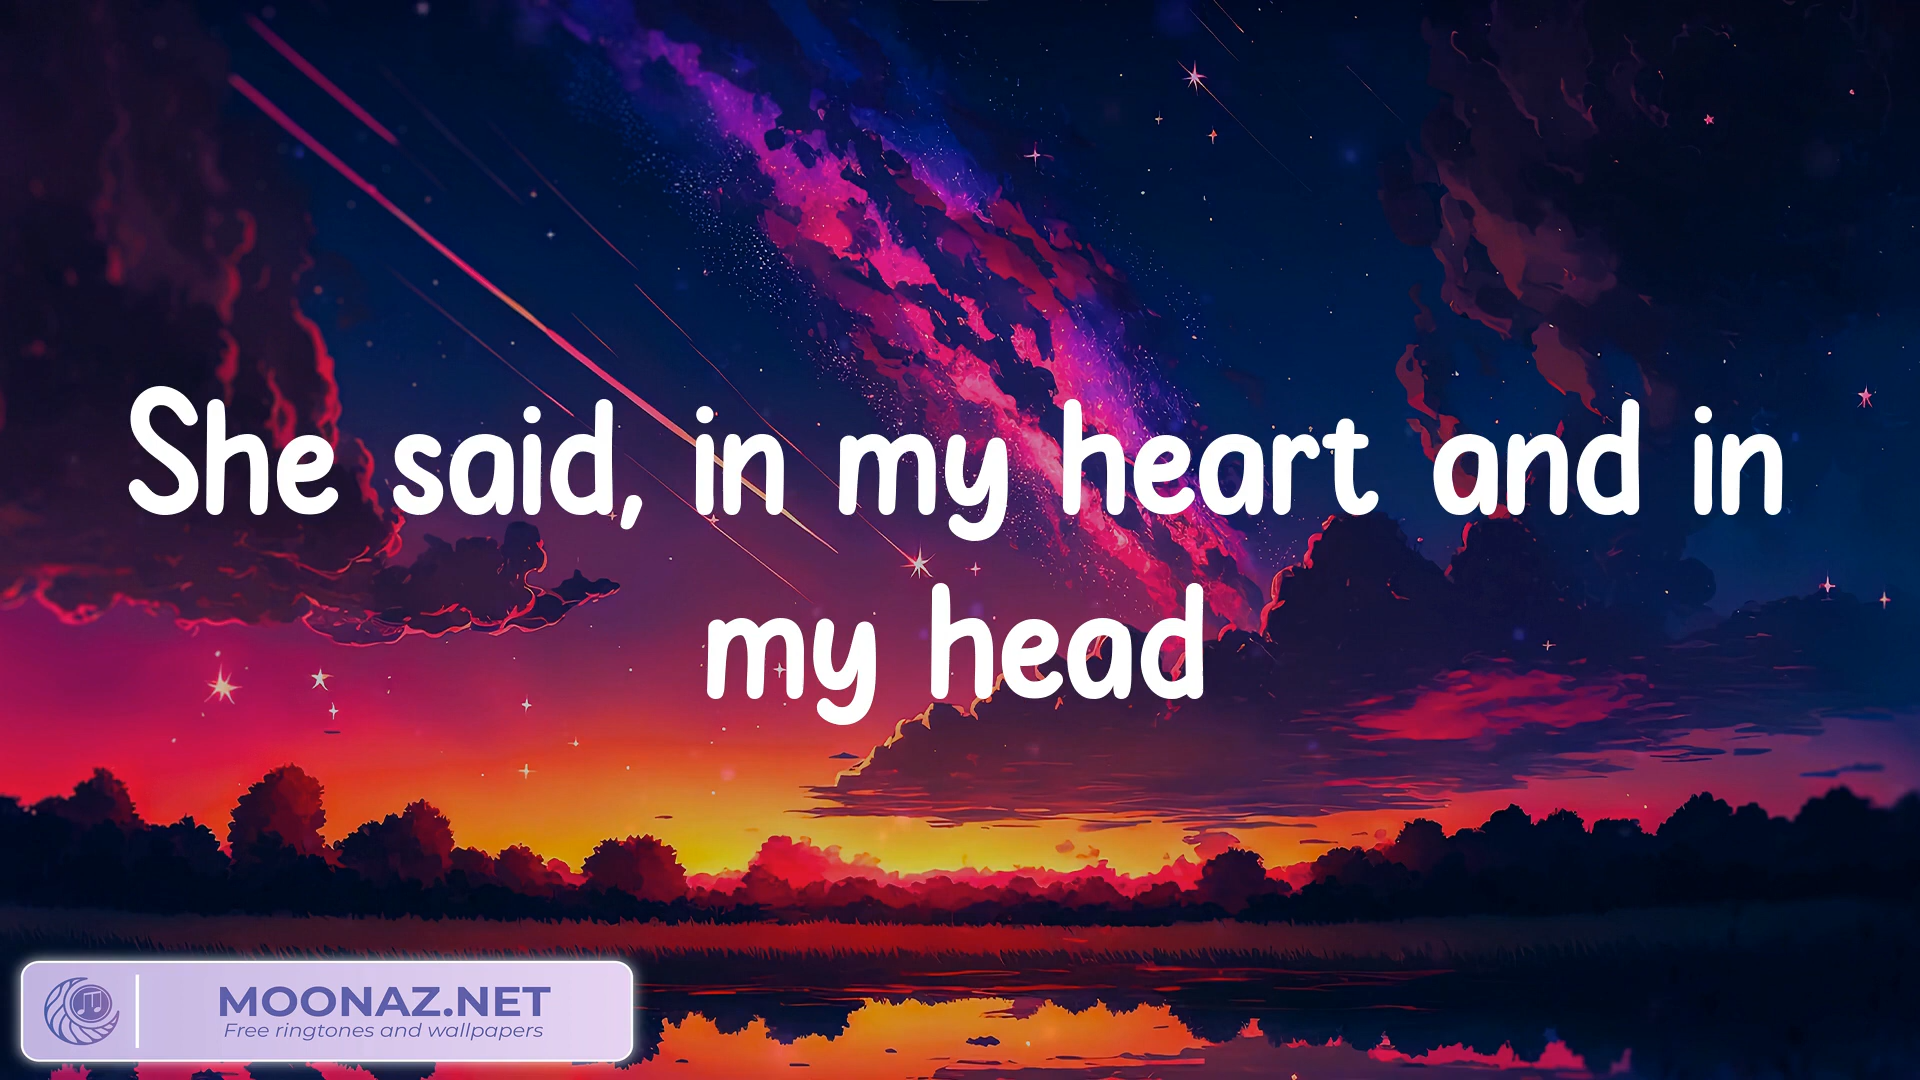 She said, in my heart and in
my head
MOONAZ.NET
Free ringtones and wallpapers